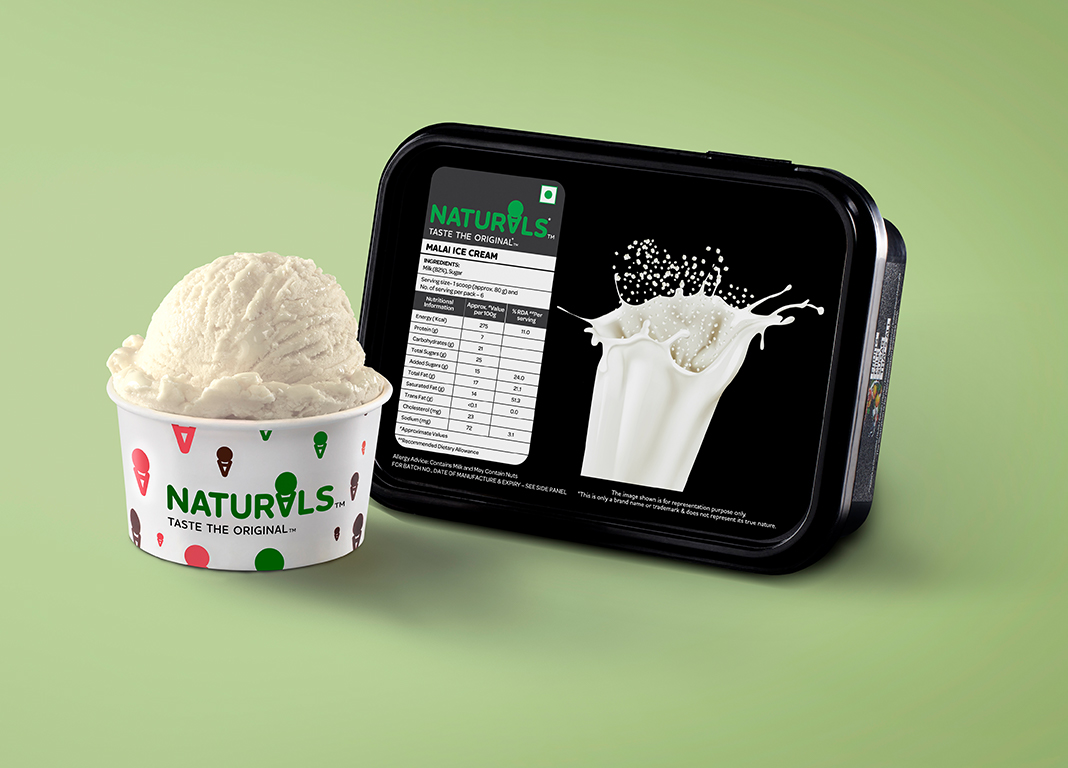 NATURALS™
TASTE THE ORIGINAL™
MALAI ICE CREAM
INGREDIENTS:
Milk (82%), Sugar
Serving size- 1 scoop (approx. 80 g) and
No. of serving per pack - 6
Nutritional Information Approx. *Value per 100g % RDA **Per serving
Energy (Kcal) 275 11.0
Protein (g) 7
Carbohydrates (g) 21
Total Sugars (g) 25
Added Sugars (g) 15 24.0
Total Fat (g) 17 21.1
Saturated Fat (g) 14 51.3
Trans Fat (g) <0.1 0.0
Cholesterol (mg) 23
Sodium (mg) 72 3.1
*Approximate Values
**Recommended Dietary Allowance
Allergy Advice: Contains Milk and May Contain Nuts
FOR BATCH NO., DATE OF MANUFACTURE & EXPIRY - SEE SIDE PANEL
The image shown is for representation purpose only.
*This is only a brand name or trademark & does not represent its true nature.
NATURALS™
TASTE THE ORIGINAL™